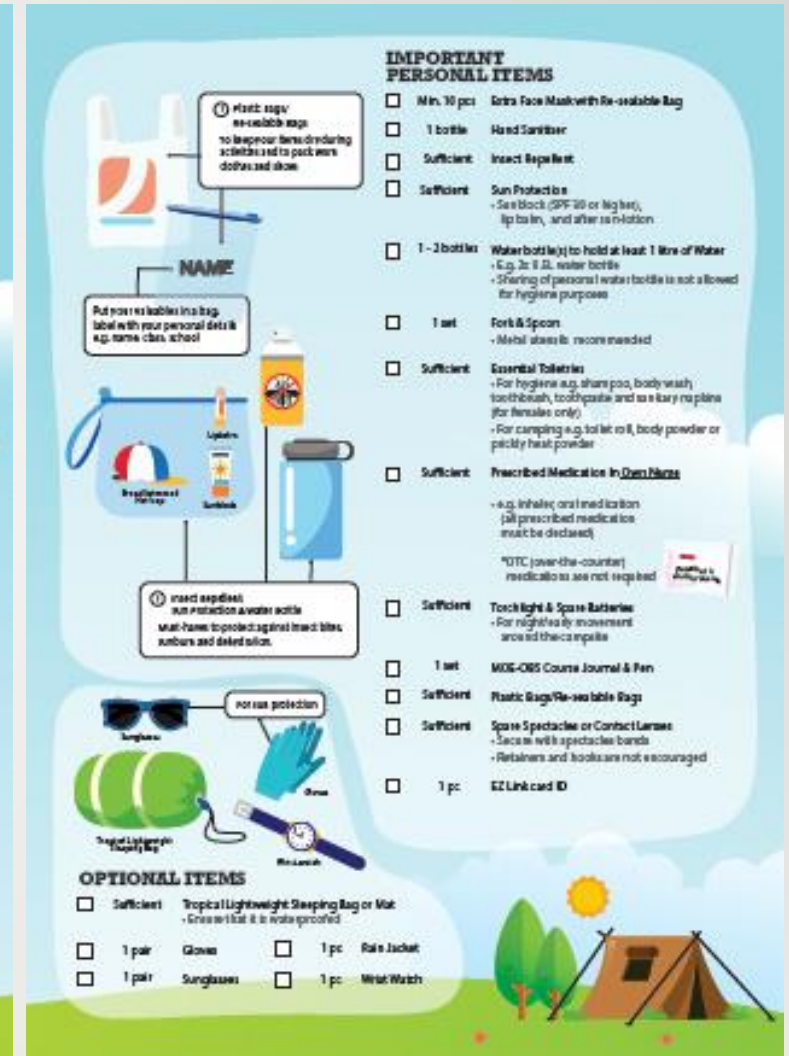 IMPORTANT
PERSONAL ITEMS
Min. 10 pcs Extra Face Mask with Re-sealable Bag
1 bottle Hand Sanitiser
Sufficient Insect Repellent
Sufficient Sun Protection
• Sunblock (SPF 30 or higher),
lip balm, and after sun-lotion
1 - 2 bottles Water bottle(s) to hold at least 1 litre of Water
• E.g. 2x water bottle
• Sharing of personal water bottle is not allowed
for hygiene purposes
1 set Fork & Spoon
• Metal utensils recommended
Sufficient Essential Toiletries
• For hygiene e.g. shampoo, body wash,
toothbrush, toothpaste and sanitary napkins
(for females only)
• For camping e.g. toilet roll, body powder or
prickly heat powder
Sufficient Prescribed Medication in Own Name
• e.g. inhaler, oral medication
(all prescribed medication
must be declared)
*OTC (over-the-counter)
medications are not required
Sufficient Torchlight & Spare Batteries
• For night/early movement
around the campsite
1 set MOE-OBS Course Journal & Pen
Sufficient Plastic Bags/Re-sealable Bags
Sufficient Spare Spectacles or Contact Lenses
• Secure with spectacles bands
• Retainers and hooks are not encouraged
1 pc EZ Link card ID
Plastic Bags/
Re-sealable Bags
To keep your items dry during
activities and to pack worn
clothes and shoes
NAME
Put your valuables in a bag,
label with your personal details
e.g. name, class, school
Lip balm
Sunblock
Insect Repellent,
Sun Protection & Water Bottle
Must-haves to protect against insect bites,
sunburn and dehydration.
For sun protection
Sunglasses
Gloves
Tropical Lightweight
Sleeping Bag
Wrist watch
OPTIONAL ITEMS
Sufficient Tropical Lightweight Sleeping Bag or Mat
• Ensure that it is waterproofed
1 pair Gloves 1 pc Rain Jacket
1 pair Sunglasses 1 pc Wrist Watch